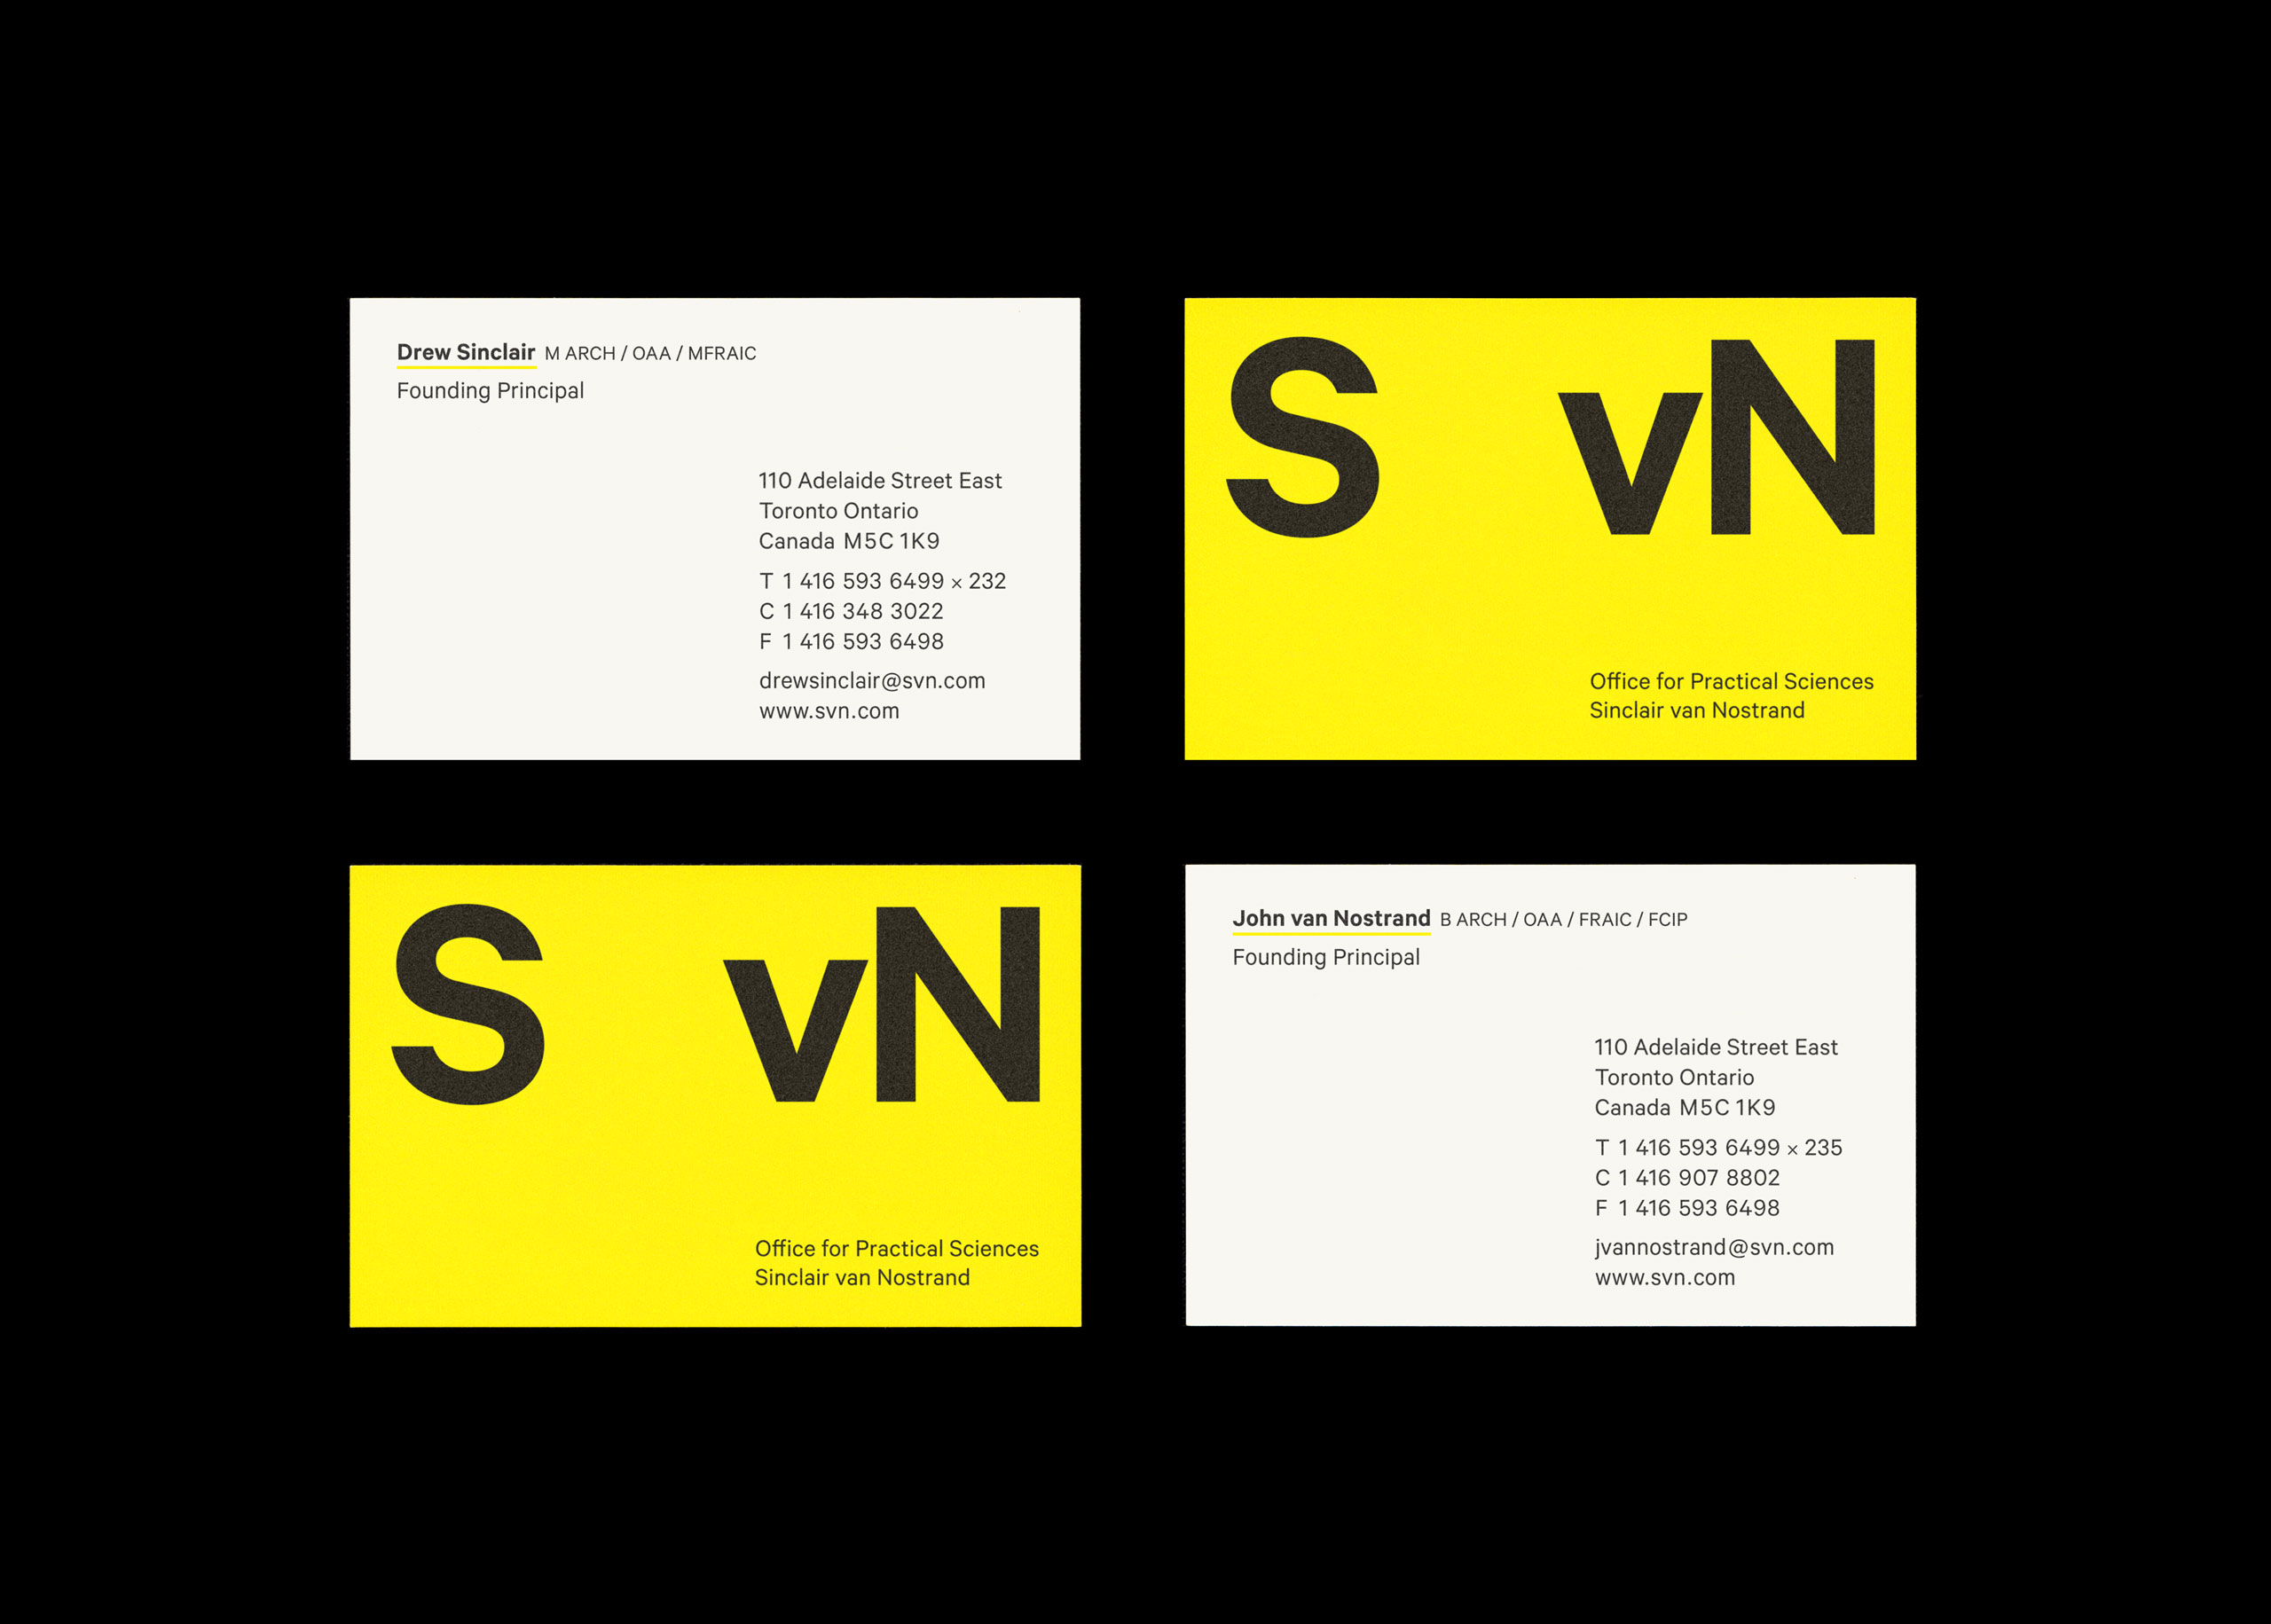 Drew Sinclair M ARCH / OAA / MFRAIC
Founding Principal
110 Adelaide Street East
Toronto Ontario
Canada M5C 1K9
T 1 416 593 6499 × 232
C 1 416 348 3022
F 1 416 593 6498
drewsinclair@svn.com
www.svn.com
S vN
Office for Practical Sciences
Sinclair van Nostrand
S vN
Office for Practical Sciences
Sinclair van Nostrand
John van Nostrand B ARCH / OAA / FRAIC / FCIP
Founding Principal
110 Adelaide Street East
Toronto Ontario
Canada M5C 1K9
T 1 416 593 6499 × 235
C 1 416 907 8802
F 1 416 593 6498
jvannostrand@svn.com
www.svn.com